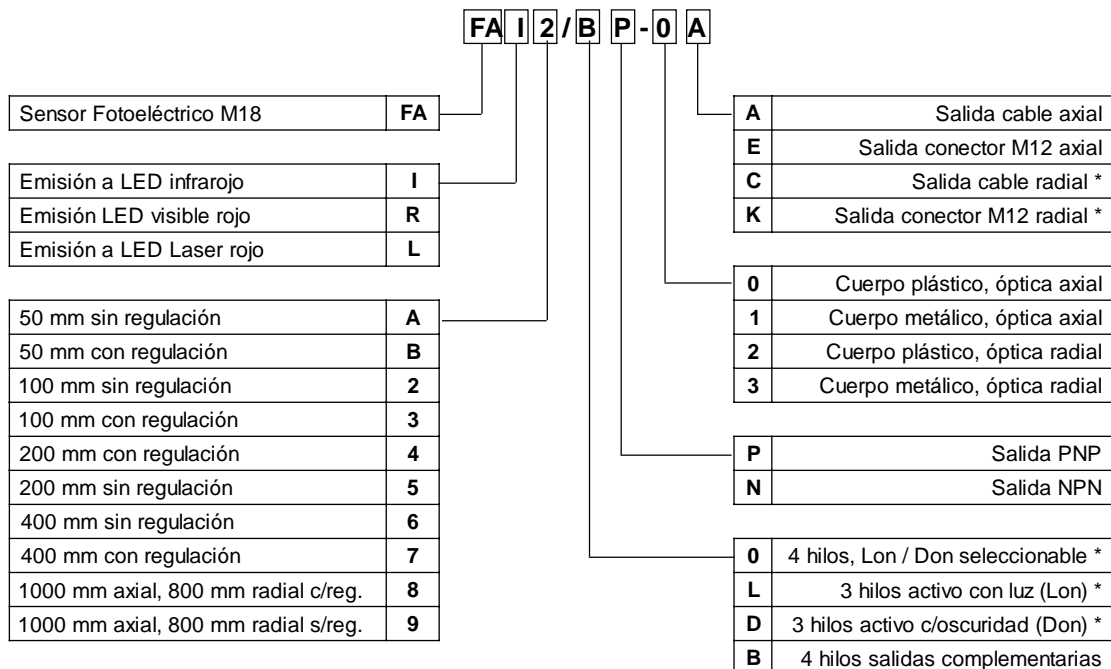 FA I 2 / B P - 0 A
Sensor Fotoeléctrico M18 FA
Emisión a LED infrarojo I
Emisión LED visible rojo R
Emisión a LED Laser rojo L
50 mm sin regulación A
50 mm con regulación B
100 mm sin regulación 2
100 mm con regulación 3
200 mm con regulación 4
200 mm sin regulación 5
400 mm sin regulación 6
400 mm con regulación 7
1000 mm axial, 800 mm radial c/reg. 8
1000 mm axial, 800 mm radial s/reg. 9
A Salida cable axial
E Salida conector M12 axial
C Salida cable radial *
K Salida conector M12 radial *
0 Cuerpo plástico, óptica axial
1 Cuerpo metálico, óptica axial
2 Cuerpo plástico, óptica radial
3 Cuerpo metálico, óptica radial
P Salida PNP
N Salida NPN
0 4 hilos, Lon / Don seleccionable *
L 3 hilos activo con luz (Lon) *
D 3 hilos activo c/oscuridad (Don) *
B 4 hilos salidas complementarias